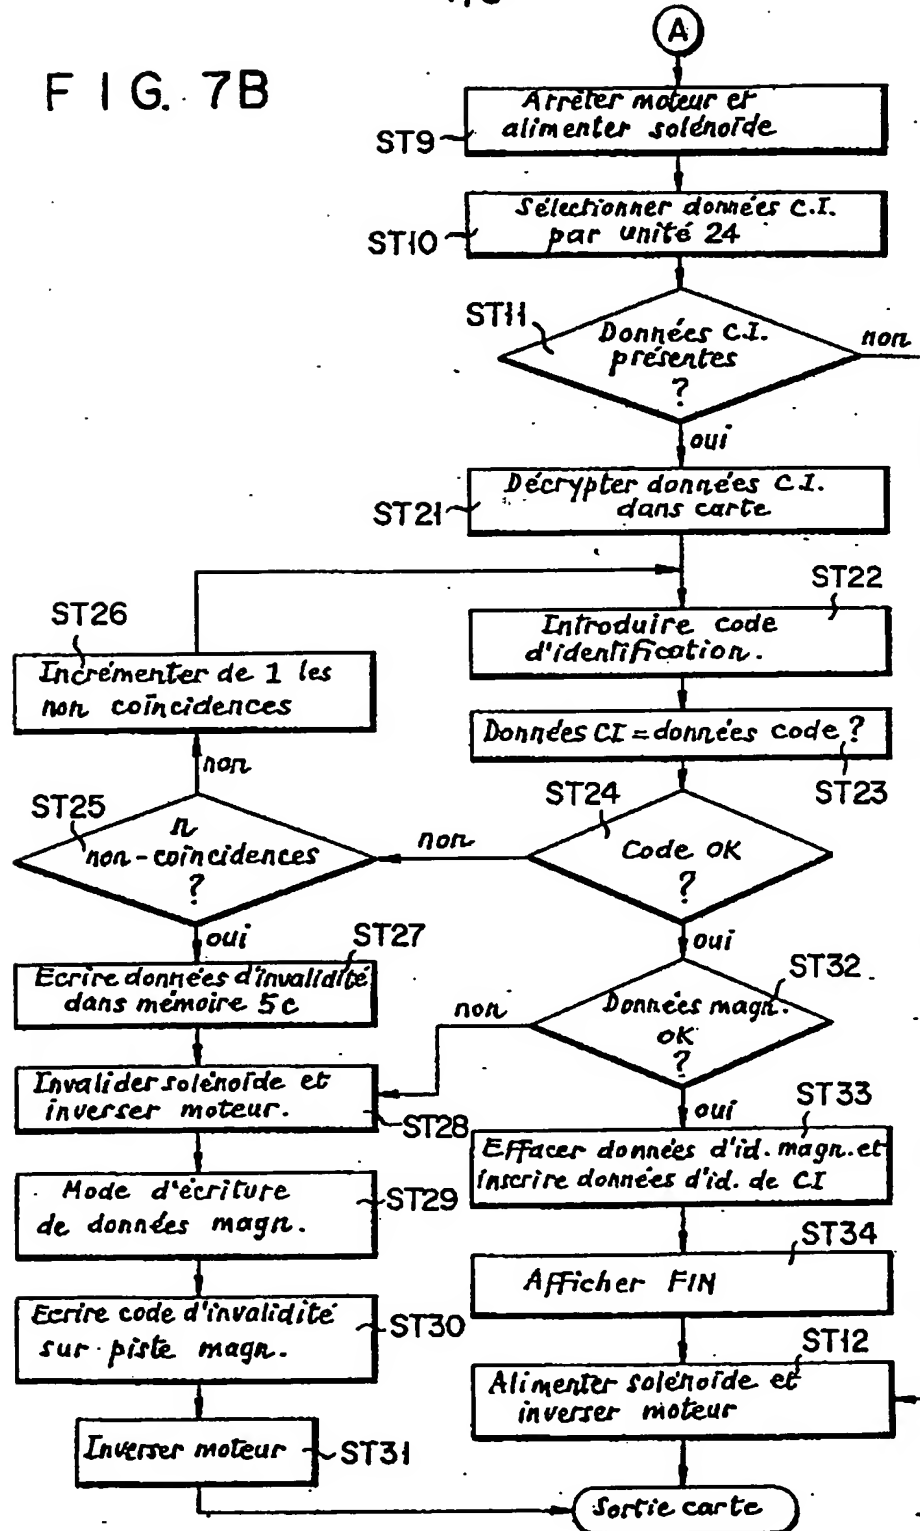 FIG. 7B
A
Arrêter moteur et
alimenter solénoïde
ST9
Sélectionner données C.I.
par unité 24
ST10
ST11
Données C.I.
présentes
?
non
oui
Décrypter données C.I.
dans carte
ST21
ST22
Introduire code
d'identification.
ST26
Incrémenter de 1 les
non coïncidences
non
Données CI = données code ?
ST23
ST25
n
non-coïncidences
?
non
ST24
Code OK
?
oui
ST27
Ecrire données d'invalidité
dans mémoire 5c
oui
ST32
Données magn.
OK
?
non
Invalider solénoïde et
inverser moteur.
ST28
oui
ST33
Effacer données d'id. magn. et
inscrire données d'id. de CI
Mode d'écriture
de données magn.
ST29
ST34
Afficher FIN
Ecrire code d'invalidité
sur piste magn.
ST30
ST12
Alimenter solénoïde et
inverser moteur
Inverser moteur
ST31
Sortie carte